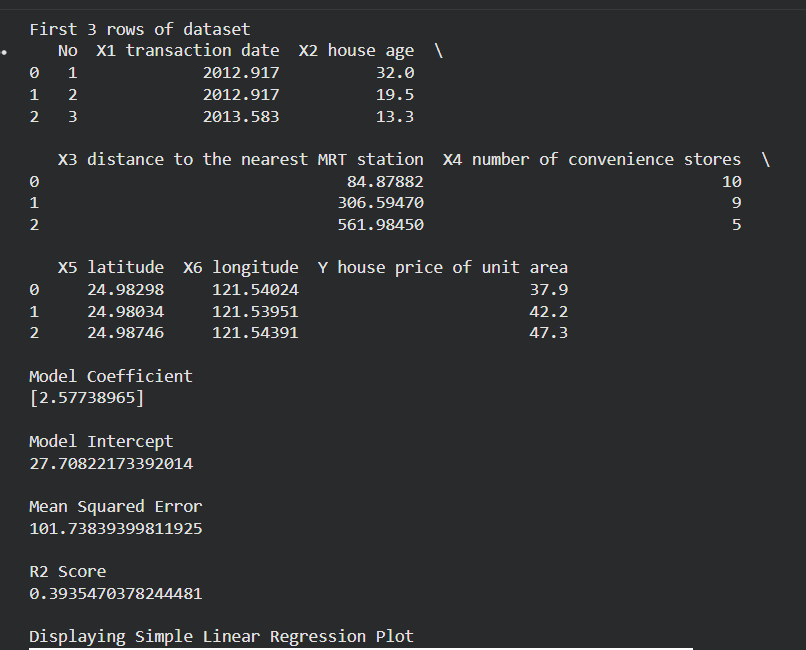 First 3 rows of dataset
No X1 transaction date X2 house age \
0 1 2012.917 32.0
1 2 2012.917 19.5
2 3 2013.583 13.3
X3 distance to the nearest MRT station X4 number of convenience stores \
0 84.87882 10
1 306.59470 9
2 561.98450 5
X5 latitude X6 longitude Y house price of unit area
0 24.98298 121.54024 37.9
1 24.98034 121.53951 42.2
2 24.98746 121.54391 47.3
Model Coefficient
[2.57738965]
Model Intercept
27.70822173392014
Mean Squared Error
101.73839399811925
R2 Score
0.3935470378244481
Displaying Simple Linear Regression Plot